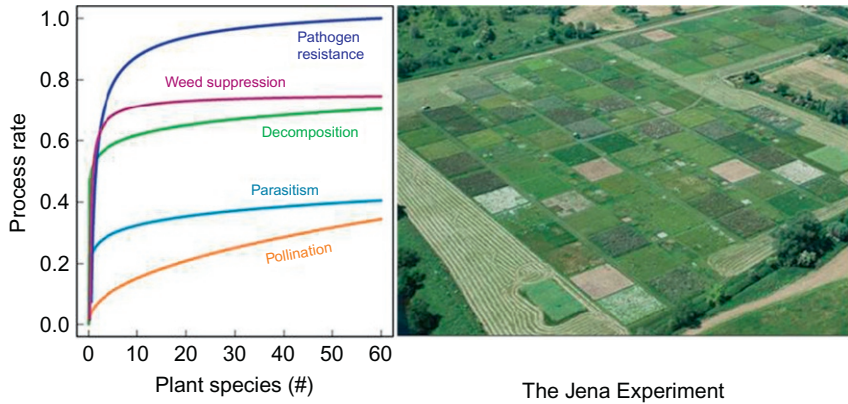 Process rate
1.0
0.8
0.6
0.4
0.2
0.0
Pathogen
resistance
Weed suppression
Decomposition
Parasitism
Pollination
0 10 20 30 40 50 60
Plant species (#)
The Jena Experiment